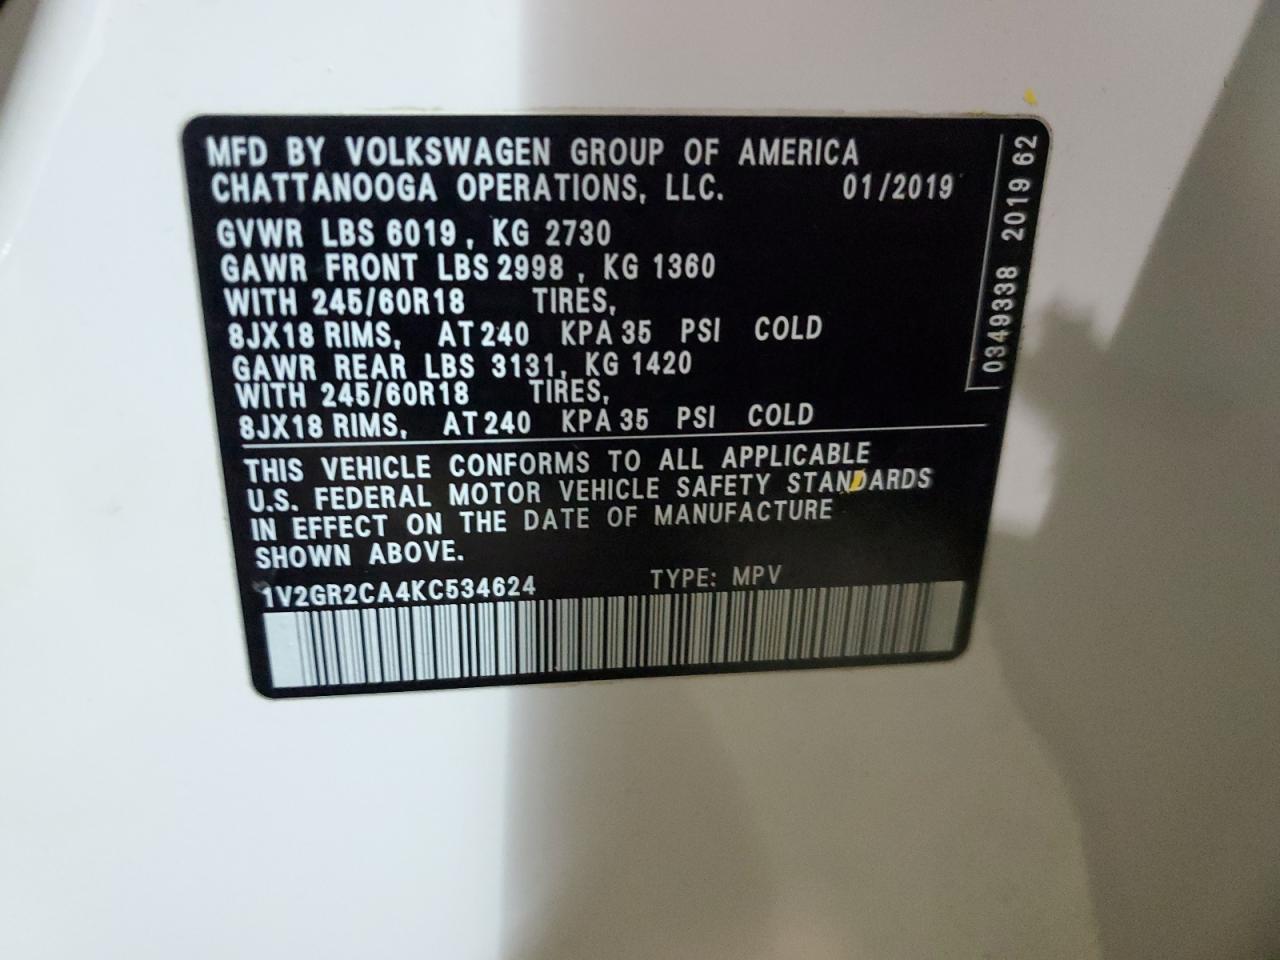 MFD BY VOLKSWAGEN GROUP OF AMERICA
CHATTANOOGA OPERATIONS, LLC. 01/2019
GVWR LBS 6019, KG 2730
GAWR FRONT LBS 2998, KG 1360
WITH 245/60R18 TIRES,
8JX18 RIMS, AT 240 KPA 35 PSI COLD
GAWR REAR LBS 3131, KG 1420
WITH 245/60R18 TIRES,
8JX18 RIMS, AT 240 KPA 35 PSI COLD
THIS VEHICLE CONFORMS TO ALL APPLICABLE
U.S. FEDERAL MOTOR VEHICLE SAFETY STANDARDS
IN EFFECT ON THE DATE OF MANUFACTURE
SHOWN ABOVE.
1V2GR2CA4KC534624 TYPE: MPV
0349338 2019 62